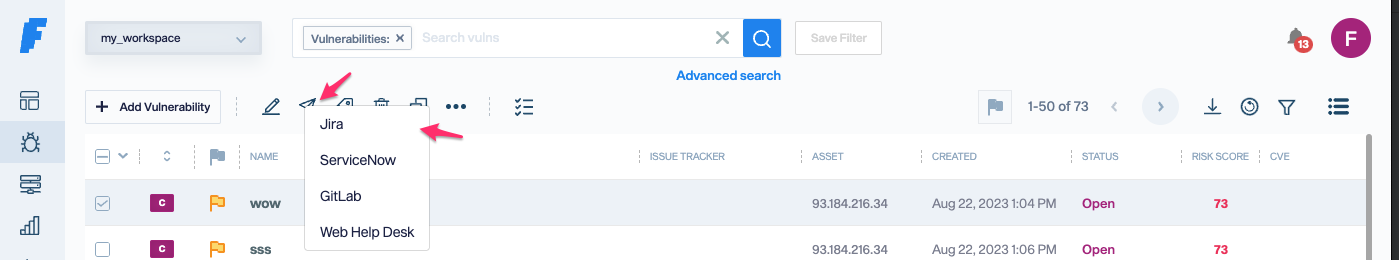 my_workspace
Vulnerabilities: ✕ Search vulns
Save Filter
13
F
Advanced search
+ Add Vulnerability
1-50 of 73
Jira
ServiceNow
GitLab
Web Help Desk
NAME ISSUE TRACKER ASSET CREATED STATUS RISK SCORE CVE
C wow 93.184.216.34 Aug 22, 2023 1:04 PM Open 73
C sss 93.184.216.34 Aug 22, 2023 1:06 PM Open 73